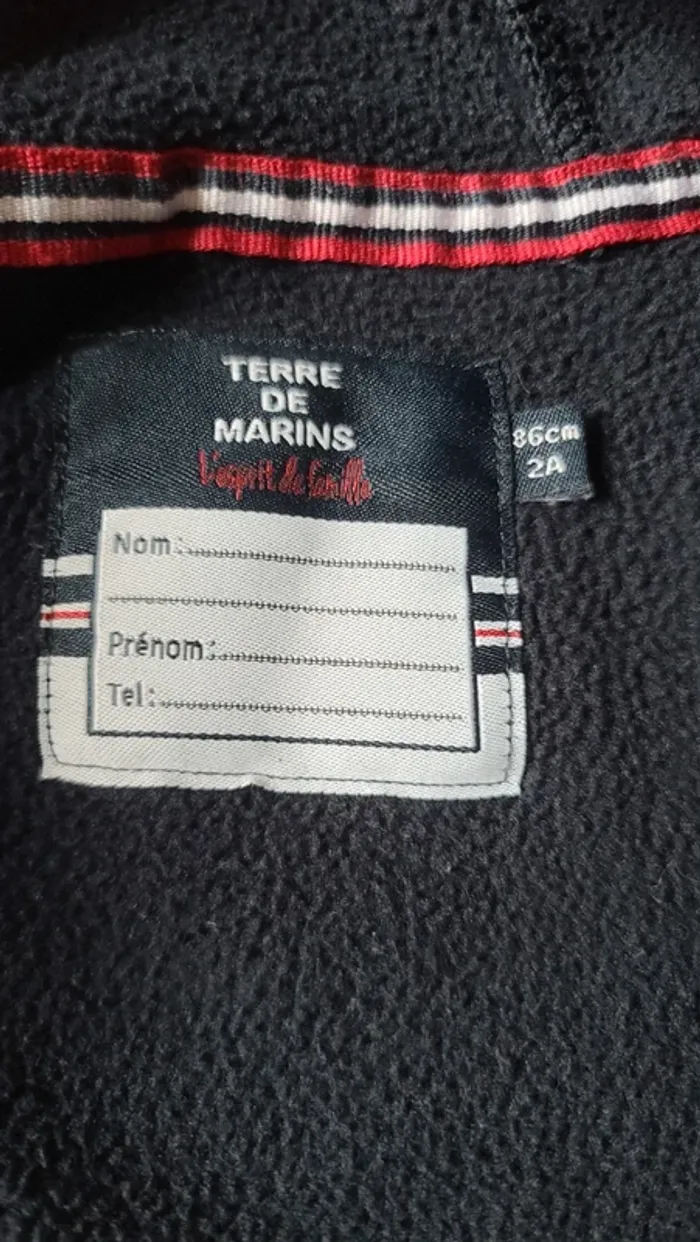 TERRE
DE
MARINS
L'esprit de famille
86cm
2A
Nom:
Prénom:
Tel: